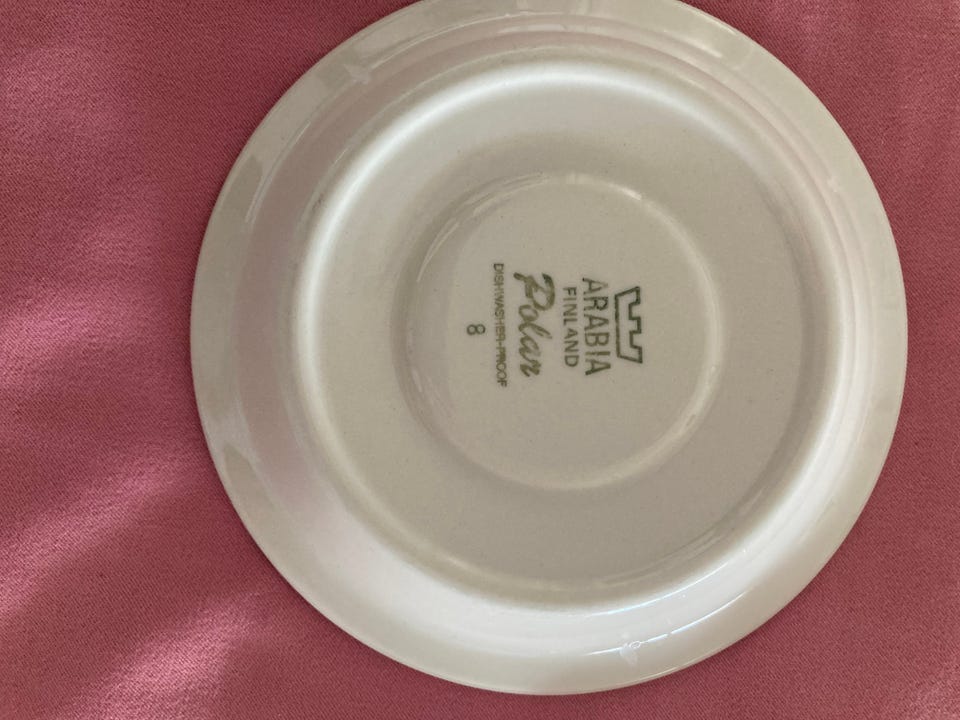 ARABIA
FINLAND
Polar
DISHWASHER-PROOF
8